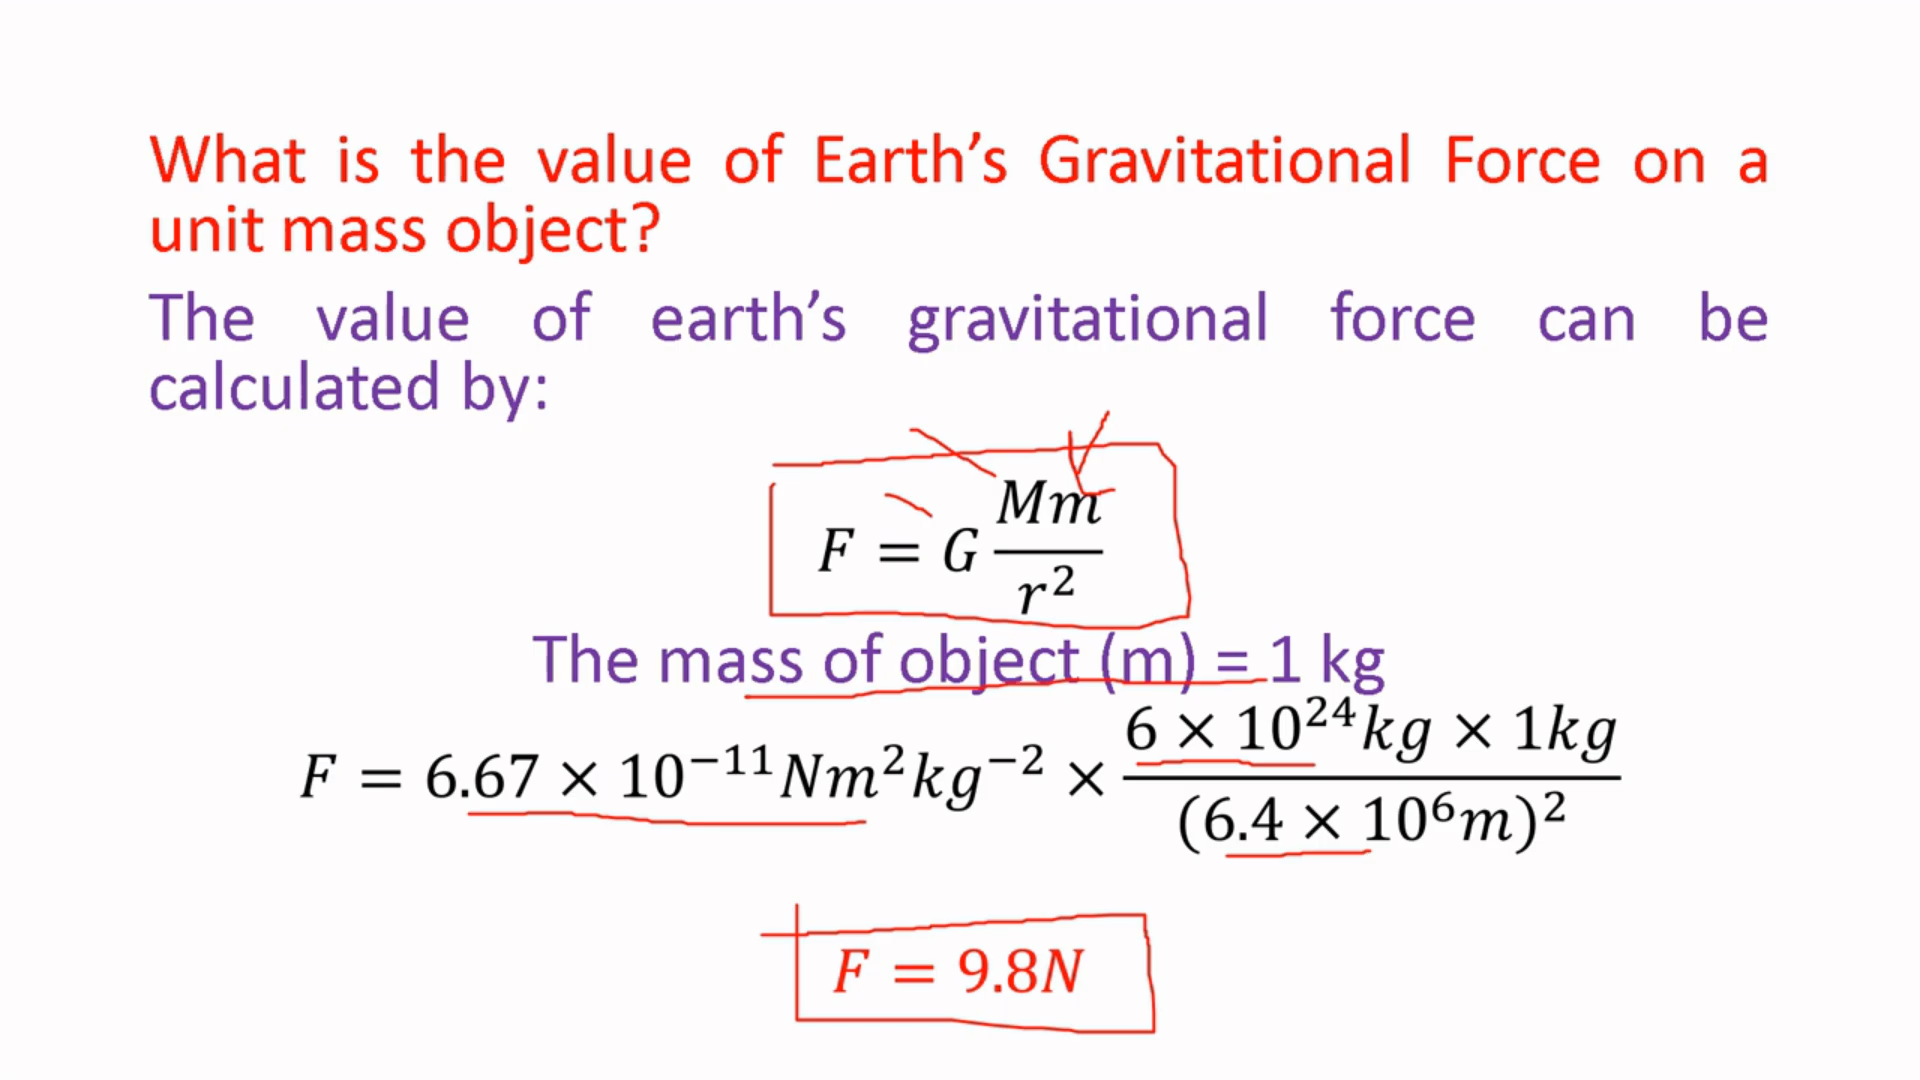 What is the value of Earth’s Gravitational Force on a
unit mass object?
The value of earth’s gravitational force can be
calculated by:
F = G Mm/r²
The mass of object (m) = 1 kg
F = 6.67 × 10⁻¹¹Nm²kg⁻² × 6 × 10²⁴kg × 1kg/(6.4 × 10⁶m)²
F = 9.8N